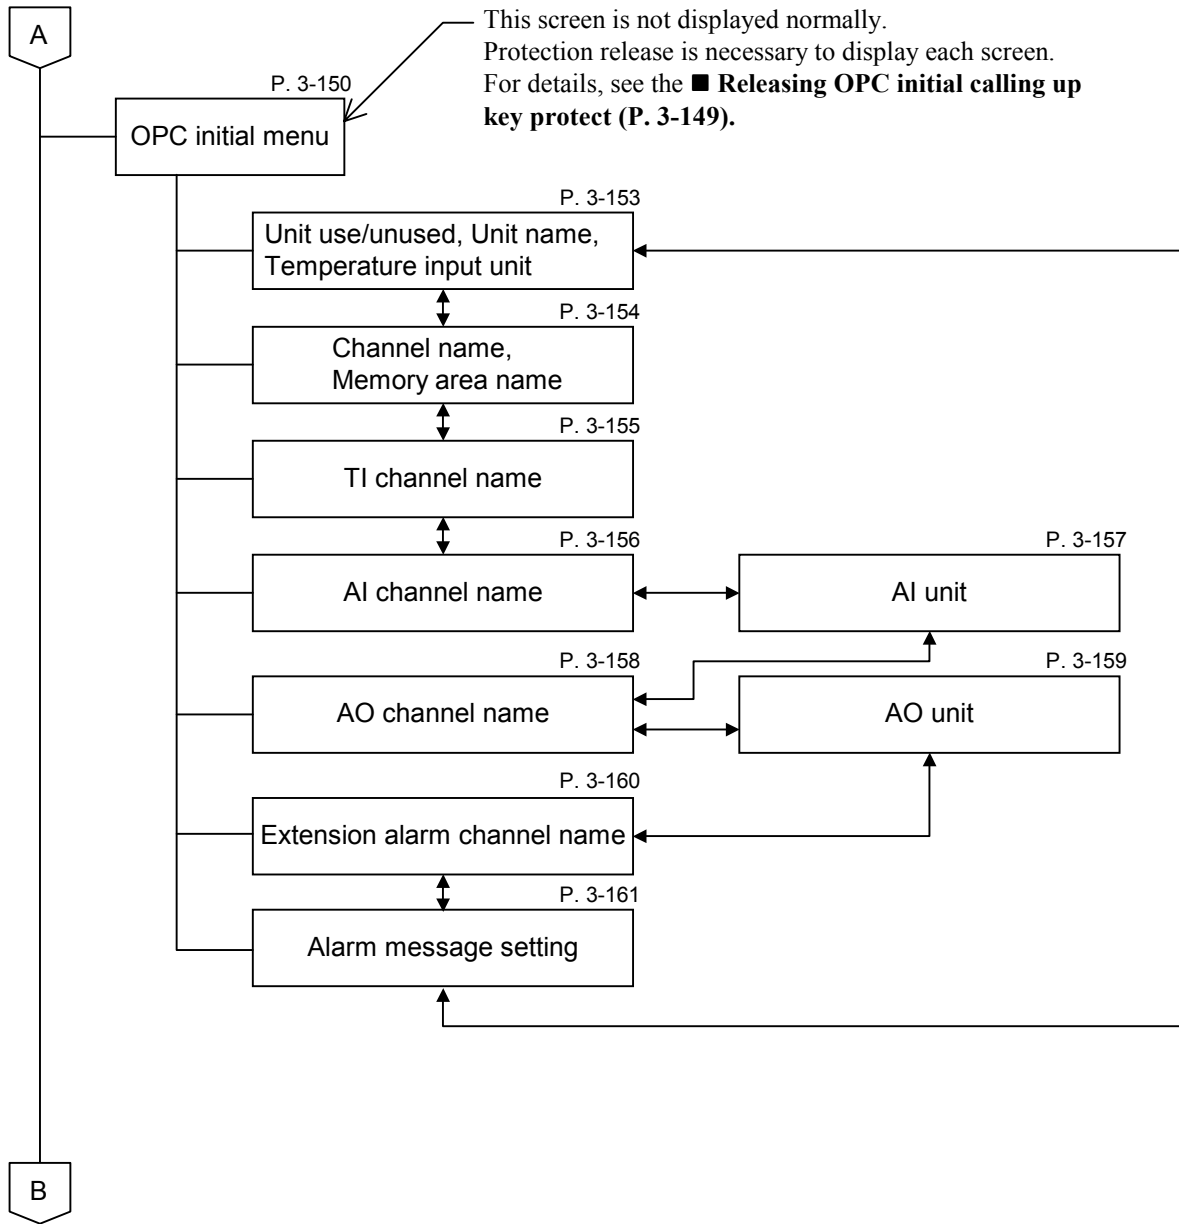 A
This screen is not displayed normally.
Protection release is necessary to display each screen.
For details, see the ■ Releasing OPC initial calling up
key protect (P. 3-149).
P. 3-150
OPC initial menu
P. 3-153
Unit use/unused, Unit name,
Temperature input unit
P. 3-154
Channel name,
Memory area name
P. 3-155
TI channel name
P. 3-156
AI channel name
P. 3-157
AI unit
P. 3-158
AO channel name
P. 3-159
AO unit
P. 3-160
Extension alarm channel name
P. 3-161
Alarm message setting
B